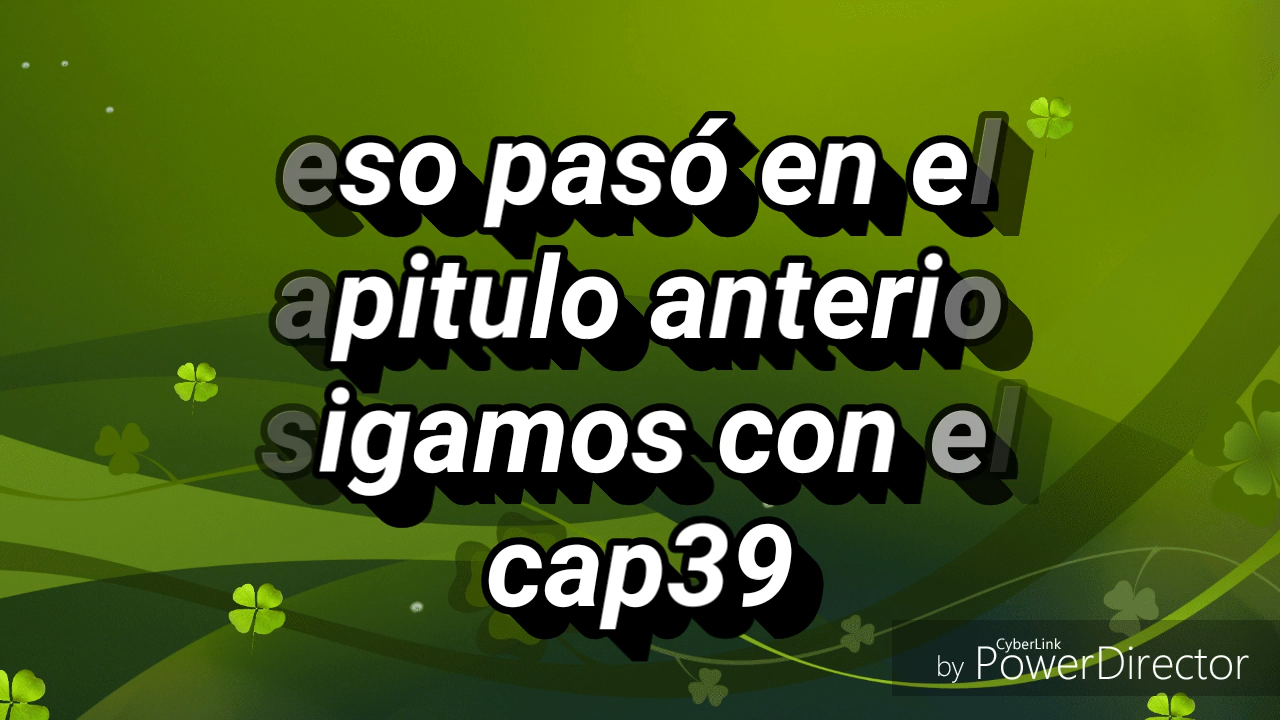 eso pasó en el
apitulo anterio
sigamos con el
cap39
by CyberLink PowerDirector